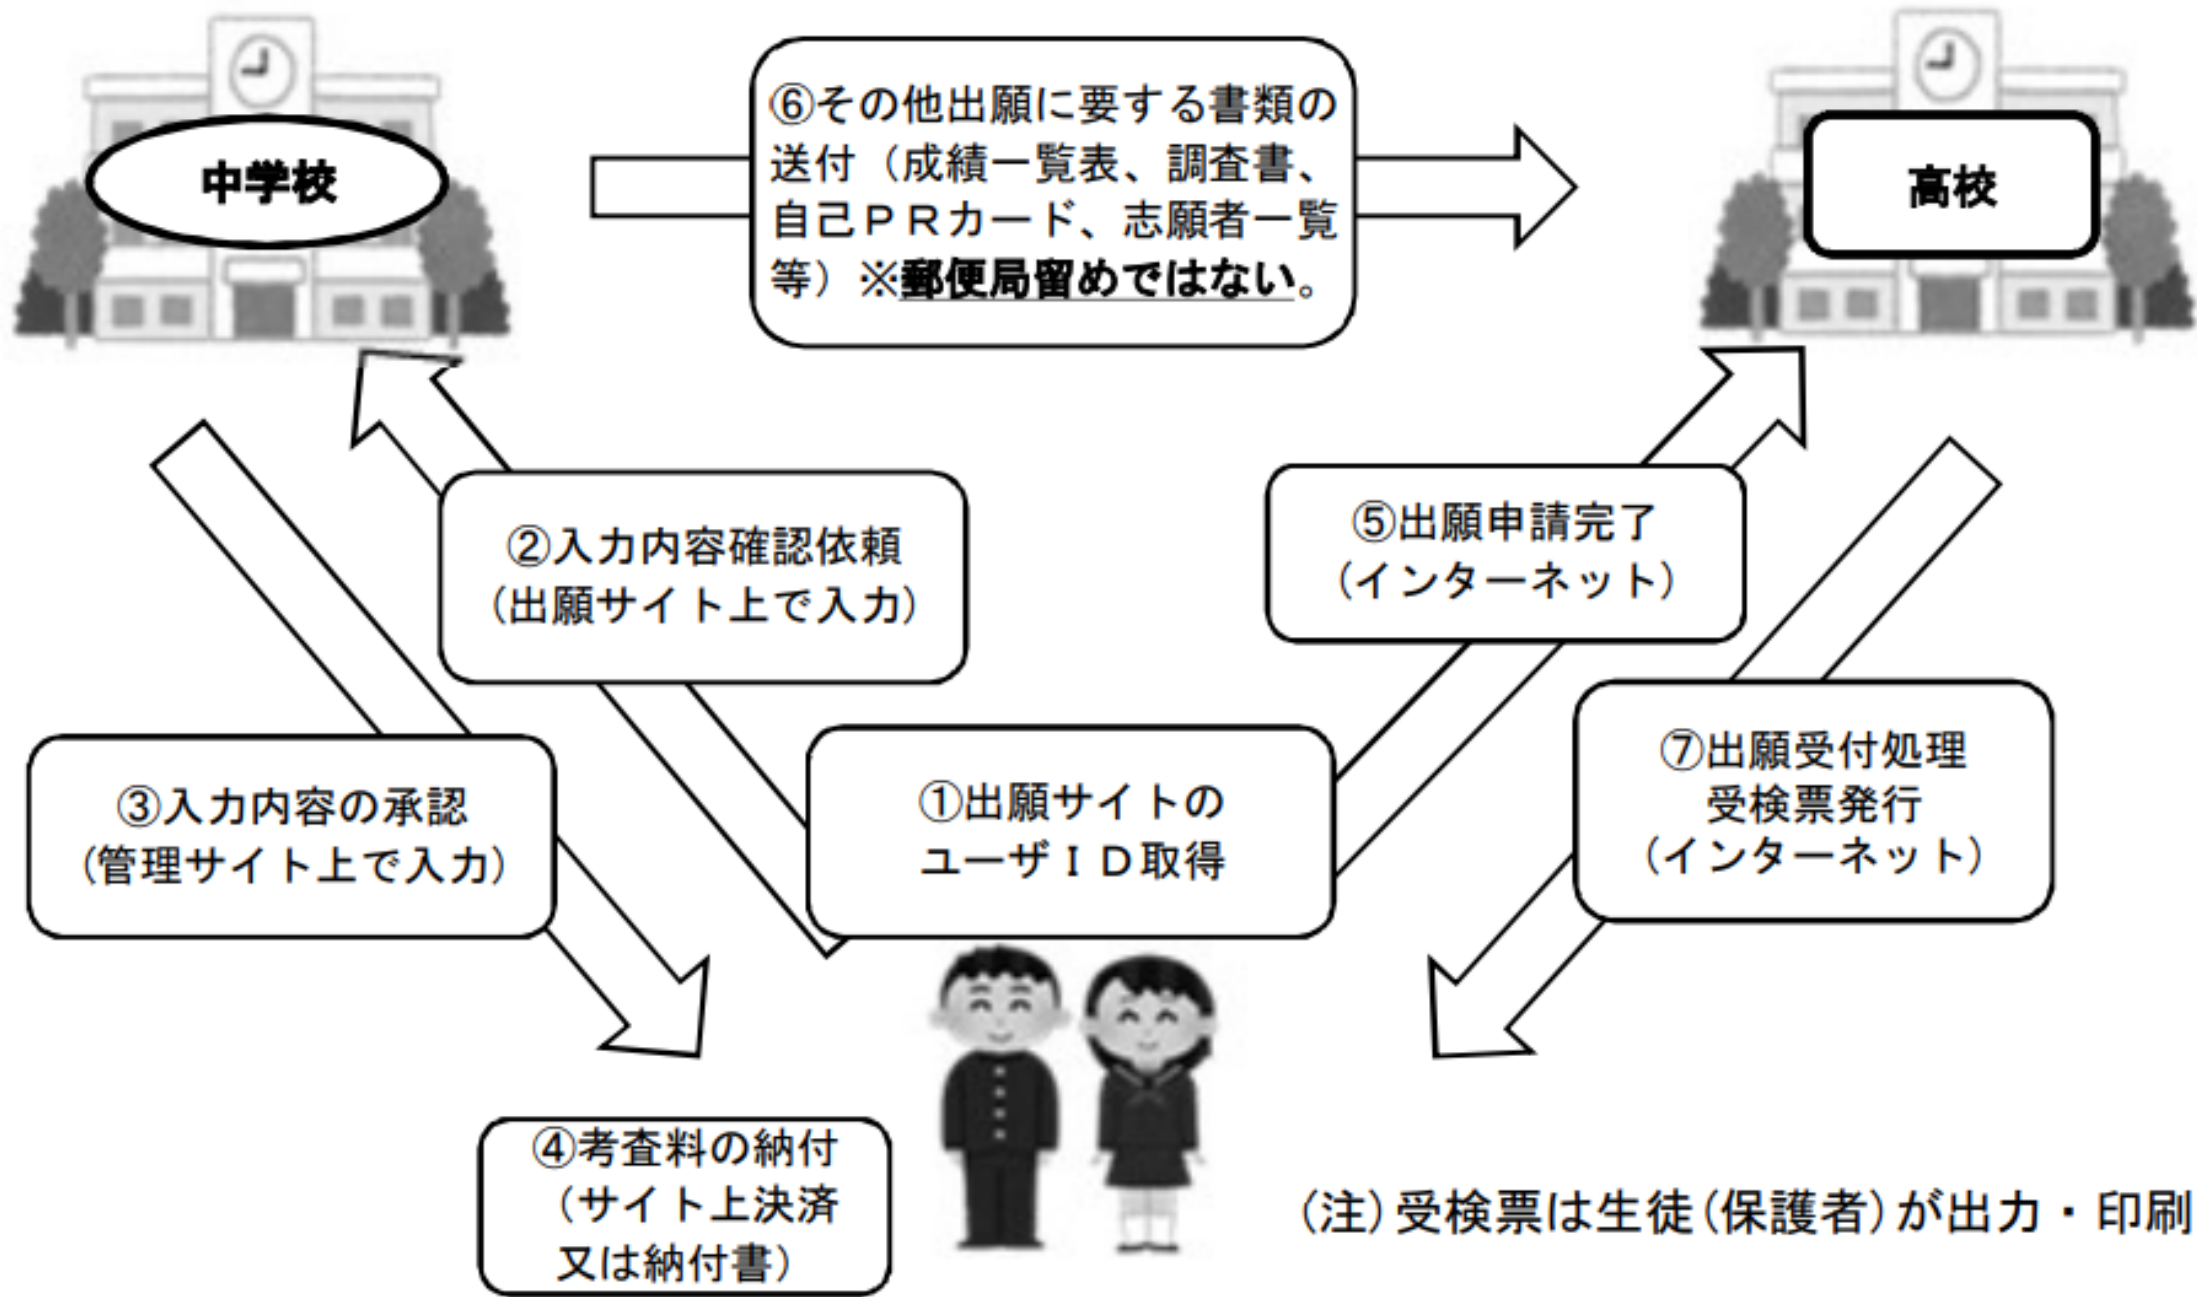 中学校
⑥その他出願に要する書類の
送付（成績一覧表、調査書、
自己ＰＲカード、志願者一覧
等）※郵便局留めではない。
高校
②入力内容確認依頼
(出願サイト上で入力)
⑤出願申請完了
(インターネット)
③入力内容の承認
(管理サイト上で入力)
①出願サイトの
ユーザＩＤ取得
⑦出願受付処理
受検票発行
(インターネット)
④考査料の納付
（サイト上決済
又は納付書）
(注)受検票は生徒(保護者)が出力・印刷